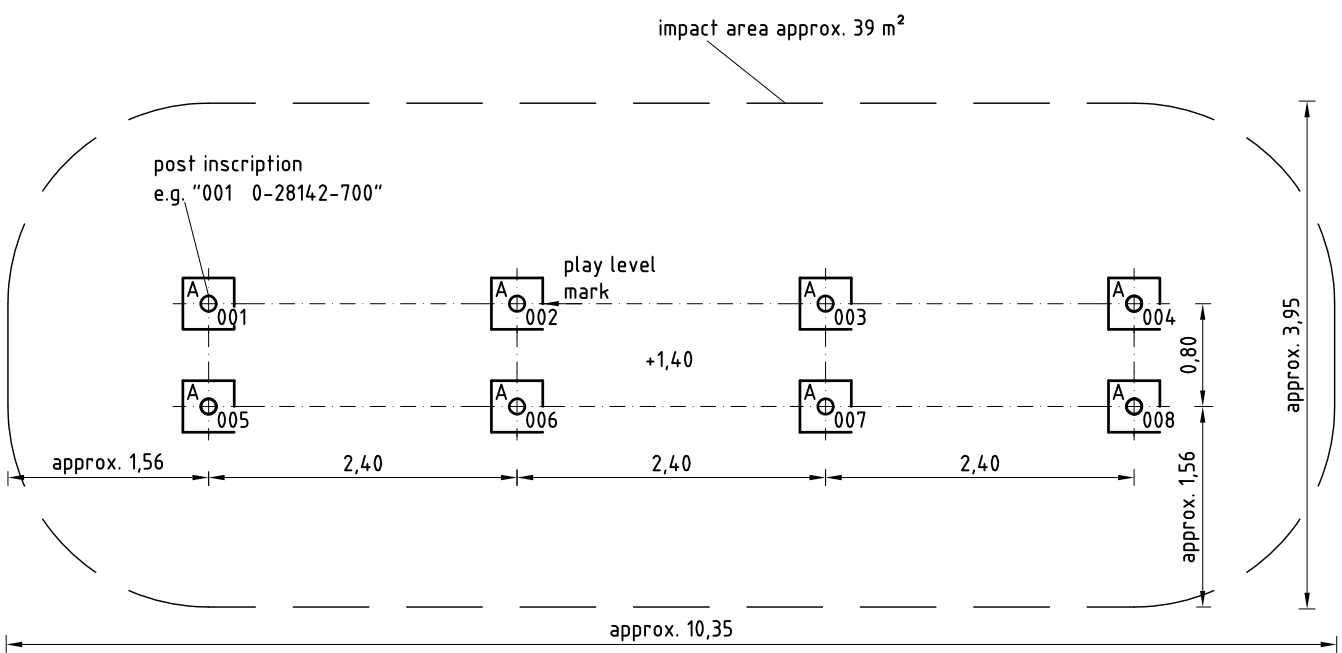 impact area approx. 39 m²
post inscription
e.g. "001 0-28142-700"
play level
mark
A
001
A
002
A
003
A
004
+1,40
0,80
approx. 3,95
A
005
A
006
A
007
A
008
approx. 1,56
2,40
2,40
2,40
approx. 1,56
approx. 10,35